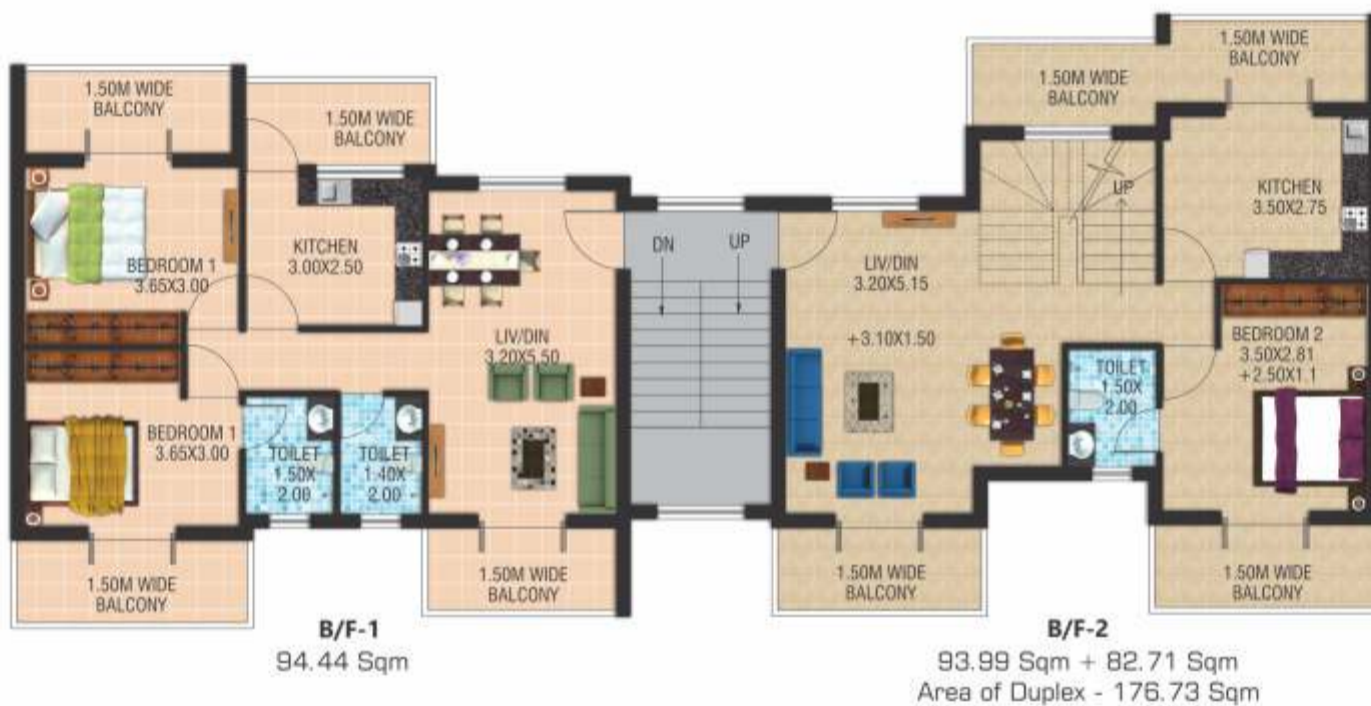 1.50M WIDE
BALCONY
1.50M WIDE
BALCONY
BEDROOM 1
3.65X3.00
KITCHEN
3.00X2.50
LIV/DIN
3.20X5.50
BEDROOM 1
3.65X3.00
TOILET
1.50X
2.00
TOILET
1.40X
2.00
1.50M WIDE
BALCONY
1.50M WIDE
BALCONY
B/F-1
94.44 Sqm
DN
UP
1.50M WIDE
BALCONY
1.50M WIDE
BALCONY
UP
KITCHEN
3.50X2.75
LIV/DIN
3.20X5.15
+3.10X1.50
BEDROOM 2
3.50X2.81
+2.50X1.1
TOILET
1.50X
2.00
1.50M WIDE
BALCONY
1.50M WIDE
BALCONY
B/F-2
93.99 Sqm + 82.71 Sqm
Area of Duplex - 176.73 Sqm